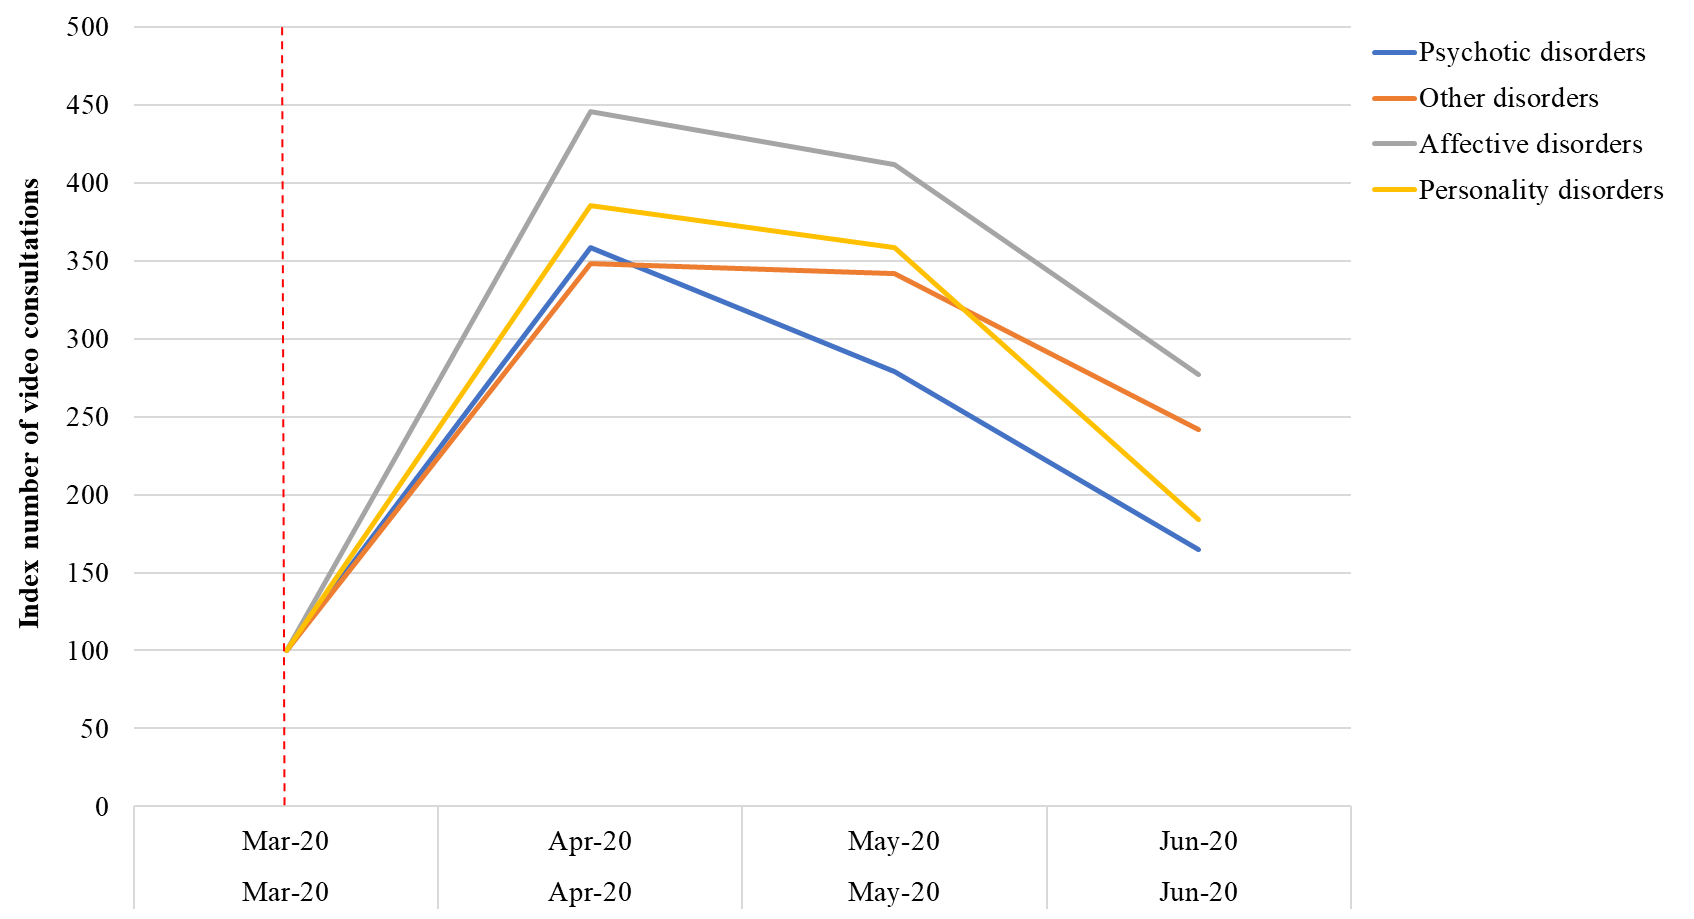 Index number of video consultations
500
450
400
350
300
250
200
150
100
50
0
Mar-20 Apr-20 May-20 Jun-20
Mar-20 Apr-20 May-20 Jun-20
Psychotic disorders
Other disorders
Affective disorders
Personality disorders